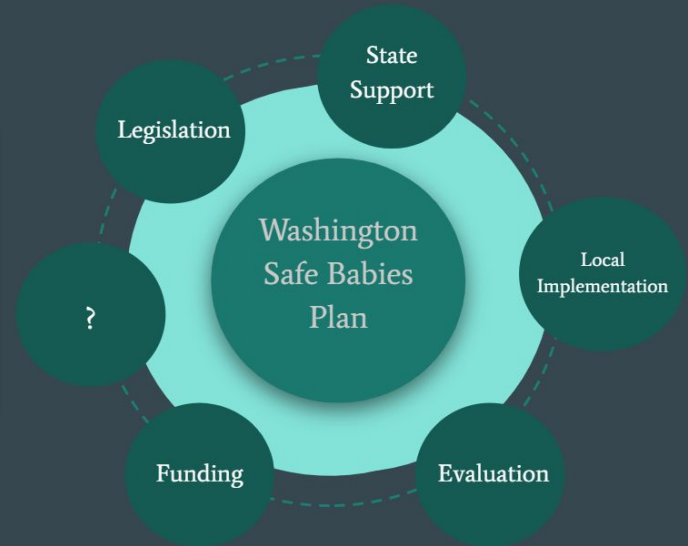 State
Support
Legislation
Washington
Safe Babies
Plan
Local
Implementation
?
Funding
Evaluation